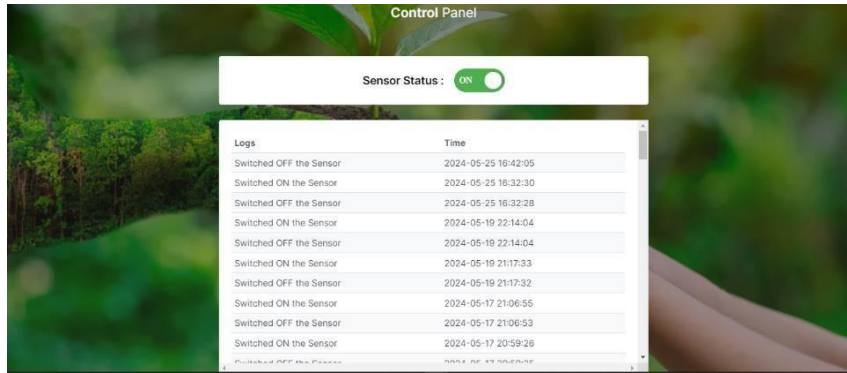 Control Panel
Sensor Status : ON
Logs Time
Switched OFF the Sensor 2024-05-25 16:42:05
Switched ON the Sensor 2024-05-25 16:32:30
Switched OFF the Sensor 2024-05-25 16:32:28
Switched ON the Sensor 2024-05-19 22:14:04
Switched OFF the Sensor 2024-05-19 22:14:04
Switched ON the Sensor 2024-05-19 21:17:33
Switched OFF the Sensor 2024-05-19 21:17:32
Switched ON the Sensor 2024-05-17 21:06:55
Switched OFF the Sensor 2024-05-17 21:06:53
Switched ON the Sensor 2024-05-17 20:59:26